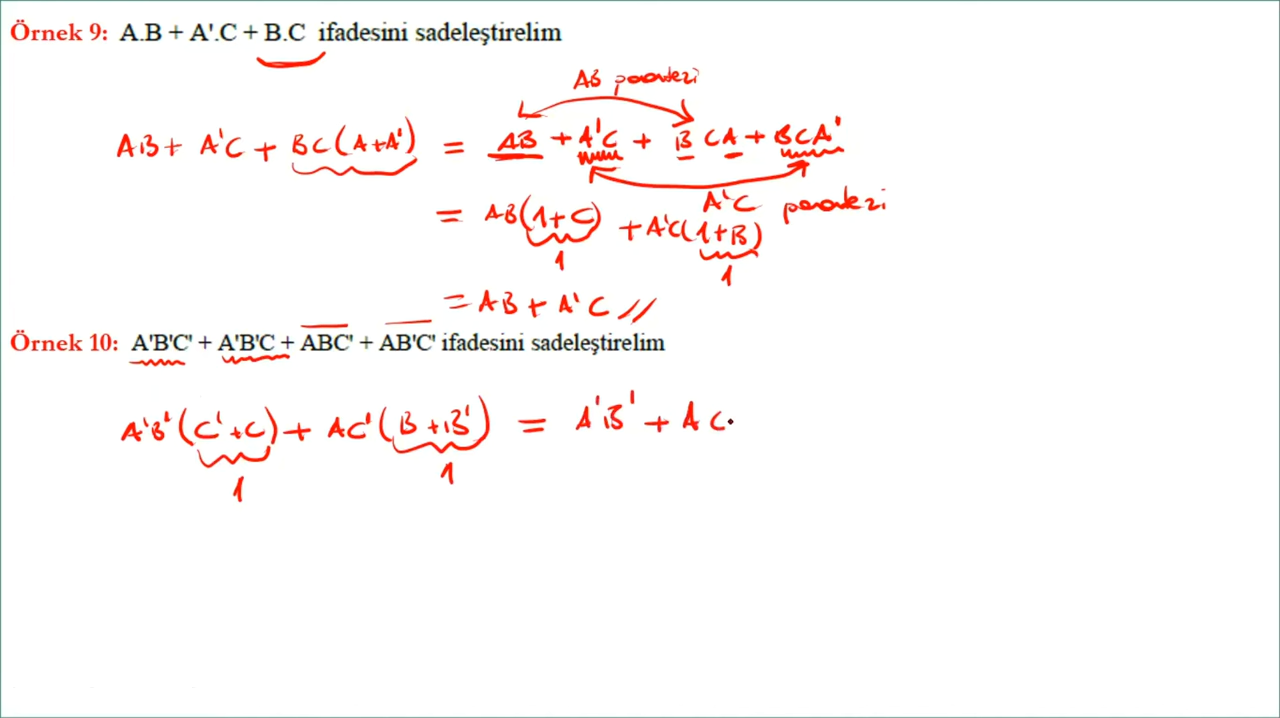 Örnek 9: A.B + A'.C + B.C ifadesini sadeleştirelim
AB parantezi
AB + A'C + BC(A+A') = AB + A'C + BCA + BCA'
A'C parantezi
= AB(1+C) + A'C(1+B)
1 1
= AB + A'C //
Örnek 10: A'B'C' + A'B'C + ABC' + AB'C' ifadesini sadeleştirelim
A'B'(C'+C) + AC'(B+B') = A'B' + AC
1 1